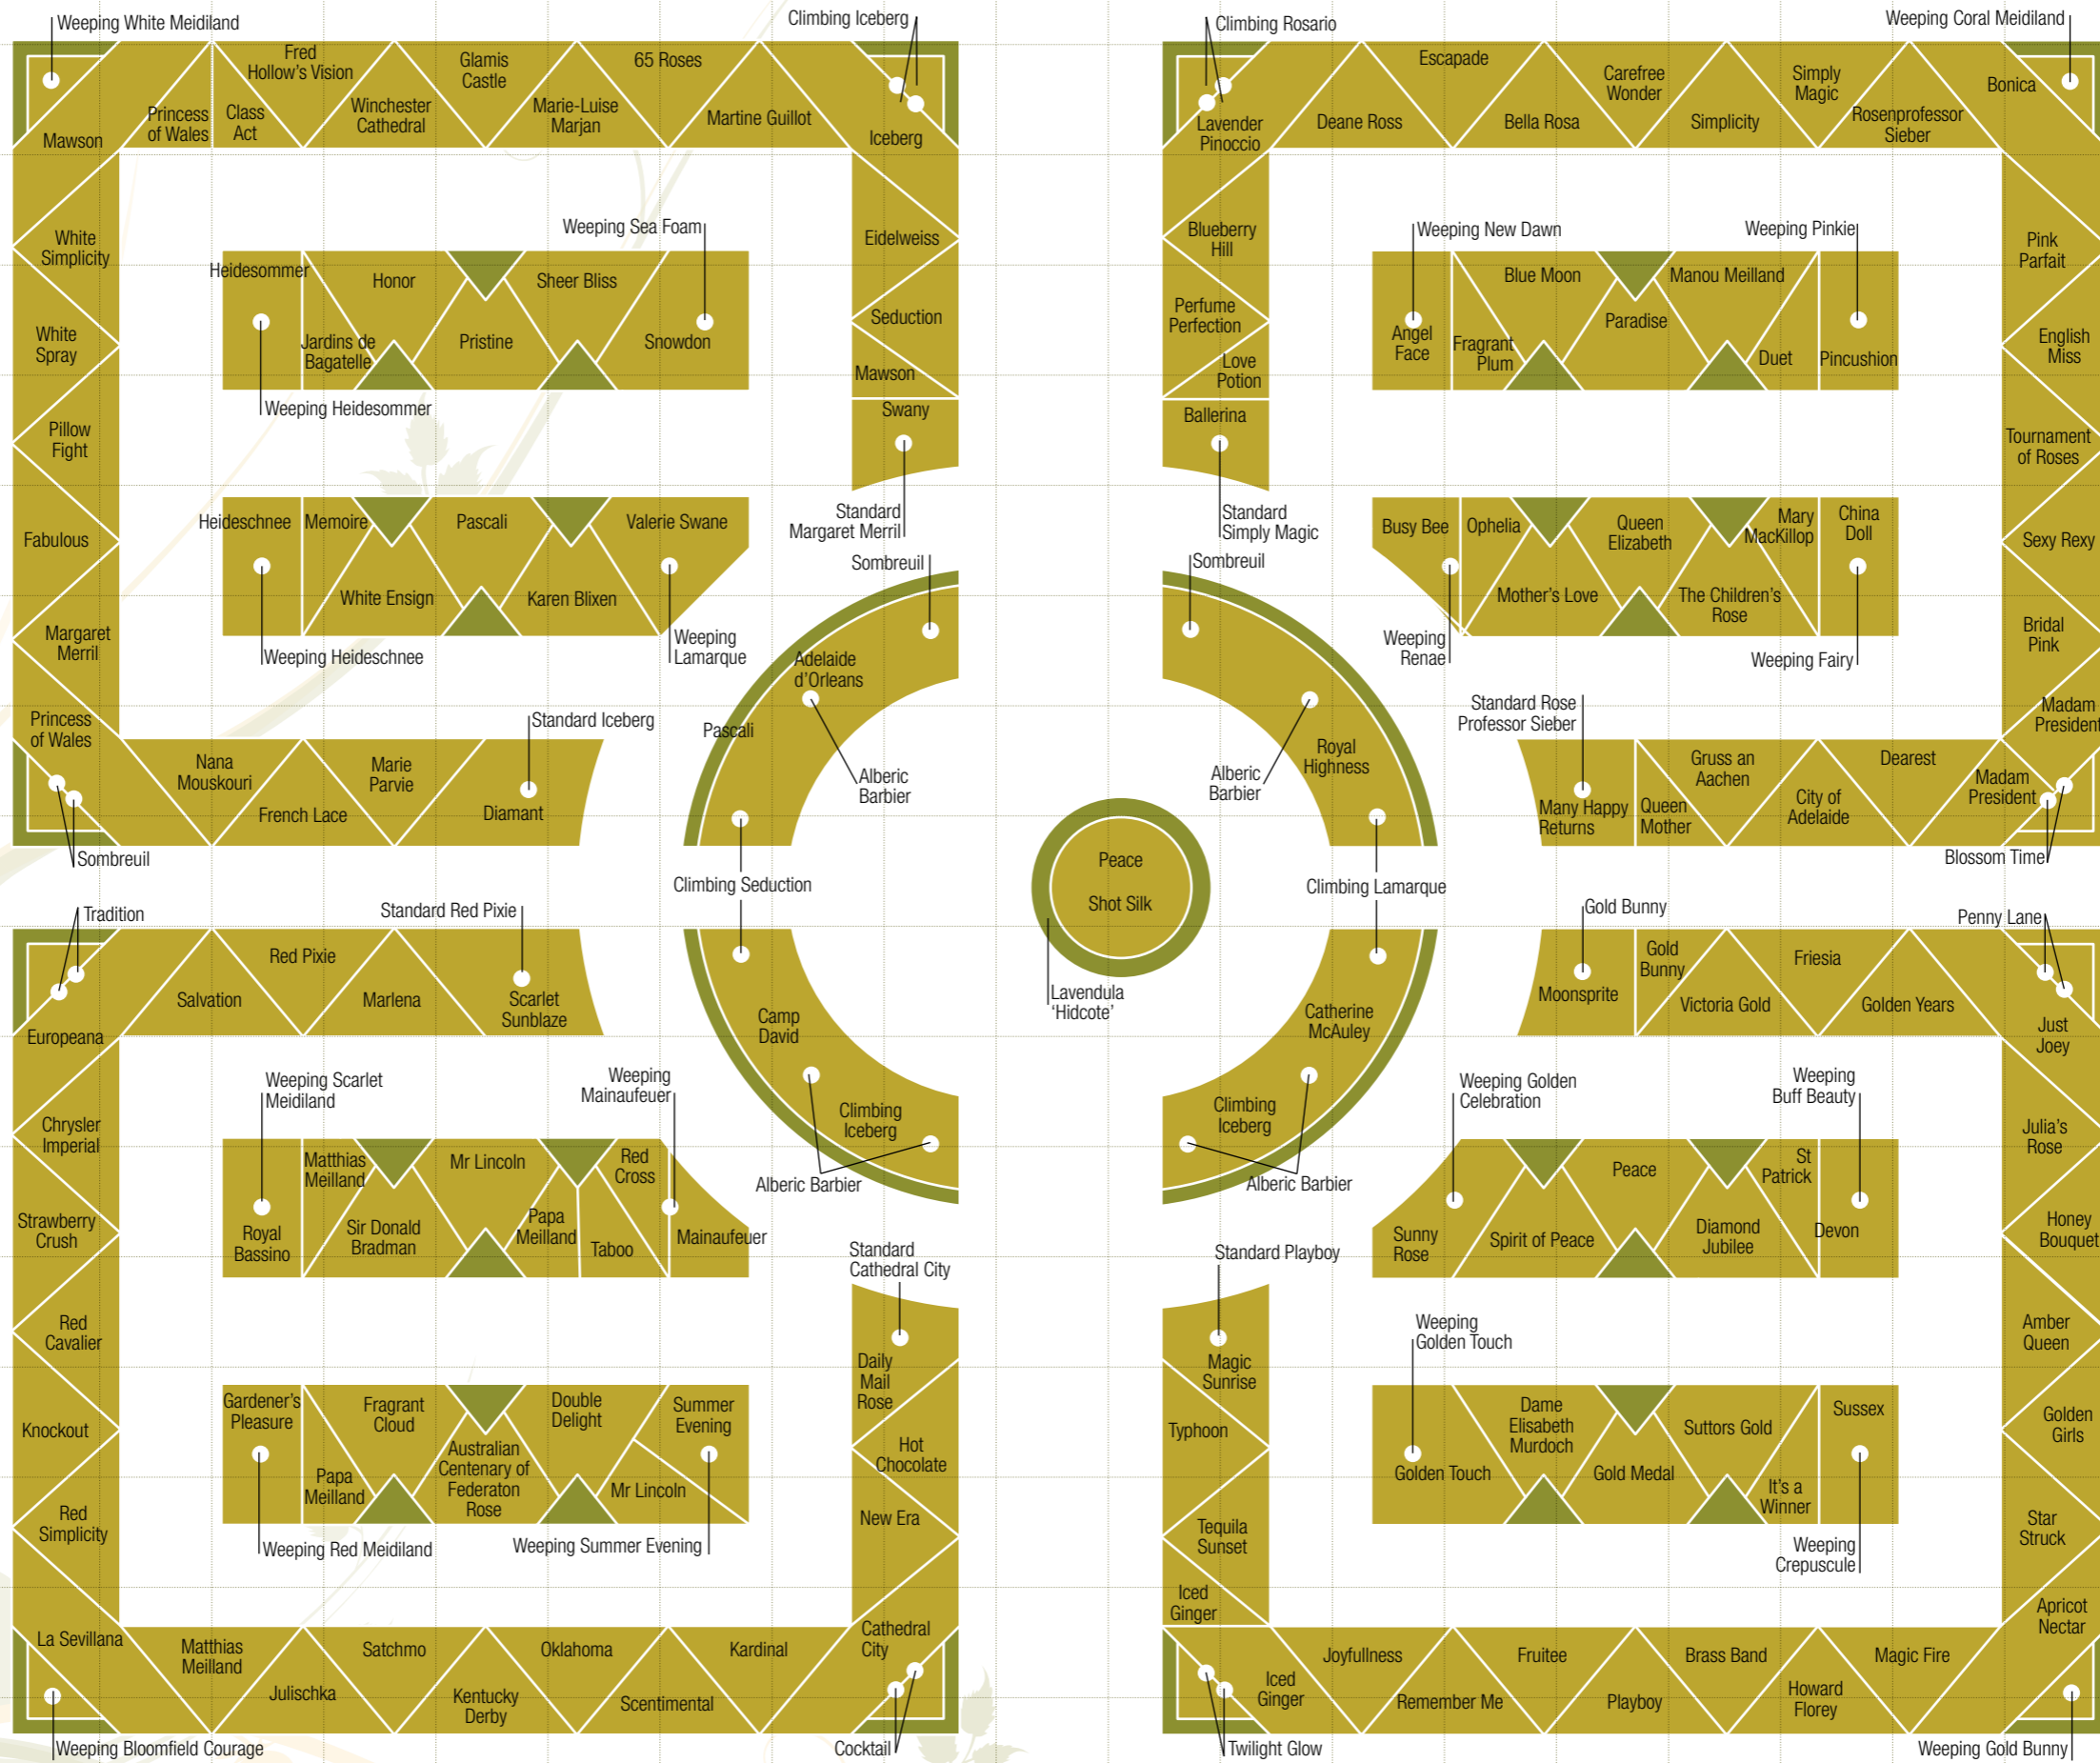 Weeping White Meidiland
Climbing Iceberg
Fred
Hollow's Vision
Glamis
Castle
65 Roses
Mawson
Princess
of Wales
Class
Act
Winchester
Cathedral
Marie-Luise
Marjan
Martine Guillot
Iceberg
White
Simplicity
White
Spray
Pillow
Fight
Fabulous
Margaret
Merril
Princess
of Wales
Sombreuil
Weeping Sea Foam
Heidesommer
Honor
Sheer Bliss
Jardins de
Bagatelle
Pristine
Snowdon
Weeping Heidesommer
Eidelweiss
Seduction
Mawson
Swany
Standard
Margaret Merril
Heideschnee
Memoire
Pascali
Valerie Swane
White Ensign
Karen Blixen
Weeping Heideschnee
Weeping
Lamarque
Standard Iceberg
Nana
Mouskouri
French Lace
Marie
Parvie
Diamant
Sombreuil
Adelaide
d'Orleans
Pascali
Alberic
Barbier
Climbing Seduction
Climbing Rosario
Weeping Coral Meidiland
Escapade
Carefree
Wonder
Simply
Magic
Bonica
Lavender
Pinoccio
Deane Ross
Bella Rosa
Simplicity
Rosenprofessor
Sieber
Blueberry
Hill
Perfume
Perfection
Love
Potion
Ballerina
Standard
Simply Magic
Weeping New Dawn
Weeping Pinkie
Blue Moon
Manou Meilland
Angel
Face
Fragrant
Plum
Paradise
Duet
Pincushion
Pink
Parfait
English
Miss
Tournament
of Roses
Sexy Rexy
Bridal
Pink
Madam
President
Busy Bee
Ophelia
Queen
Elizabeth
Mary
MacKillop
China
Doll
Mother's Love
The Children's
Rose
Weeping
Renae
Weeping Fairy
Sombreuil
Royal
Highness
Alberic
Barbier
Climbing Lamarque
Standard Rose
Professor Sieber
Many Happy
Returns
Queen
Mother
Gruss an
Aachen
City of
Adelaide
Dearest
Madam
President
Blossom Time
Peace
Shot Silk
Lavendula
‘Hidcote’
Tradition
Standard Red Pixie
Red Pixie
Salvation
Marlena
Scarlet
Sunblaze
Europeana
Chrysler
Imperial
Strawberry
Crush
Red
Cavalier
Knockout
Red
Simplicity
La Sevillana
Weeping Bloomfield Courage
Weeping Scarlet
Meidiland
Weeping
Mainaufeuer
Matthias
Meilland
Mr Lincoln
Red
Cross
Royal
Bassino
Sir Donald
Bradman
Papa
Meilland
Taboo
Mainaufeuer
Camp
David
Climbing
Iceberg
Alberic Barbier
Standard
Cathedral City
Daily
Mail
Rose
Hot
Chocolate
New Era
Cathedral
City
Gardener's
Pleasure
Fragrant
Cloud
Double
Delight
Summer
Evening
Papa
Meilland
Australian
Centenary of
Federaton
Rose
Mr Lincoln
Weeping Red Meidiland
Weeping Summer Evening
Matthias
Meilland
Julischka
Satchmo
Kentucky
Derby
Oklahoma
Scentimental
Kardinal
Cocktail
Gold Bunny
Penny Lane
Moonsprite
Gold
Bunny
Victoria Gold
Friesia
Golden Years
Just
Joey
Catherine
McAuley
Climbing
Iceberg
Alberic Barbier
Weeping Golden
Celebration
Weeping
Buff Beauty
Sunny
Rose
Spirit of Peace
Peace
Diamond
Jubilee
St
Patrick
Devon
Julia's
Rose
Honey
Bouquet
Amber
Queen
Golden
Girls
Star
Struck
Apricot
Nectar
Standard Playboy
Magic
Sunrise
Typhoon
Tequila
Sunset
Iced
Ginger
Weeping
Golden Touch
Golden Touch
Dame
Elisabeth
Murdoch
Gold Medal
Suttors Gold
It's a
Winner
Sussex
Weeping
Crepuscule
Iced
Ginger
Joyfullness
Remember Me
Fruitee
Playboy
Brass Band
Howard
Florey
Magic Fire
Twilight Glow
Weeping Gold Bunny